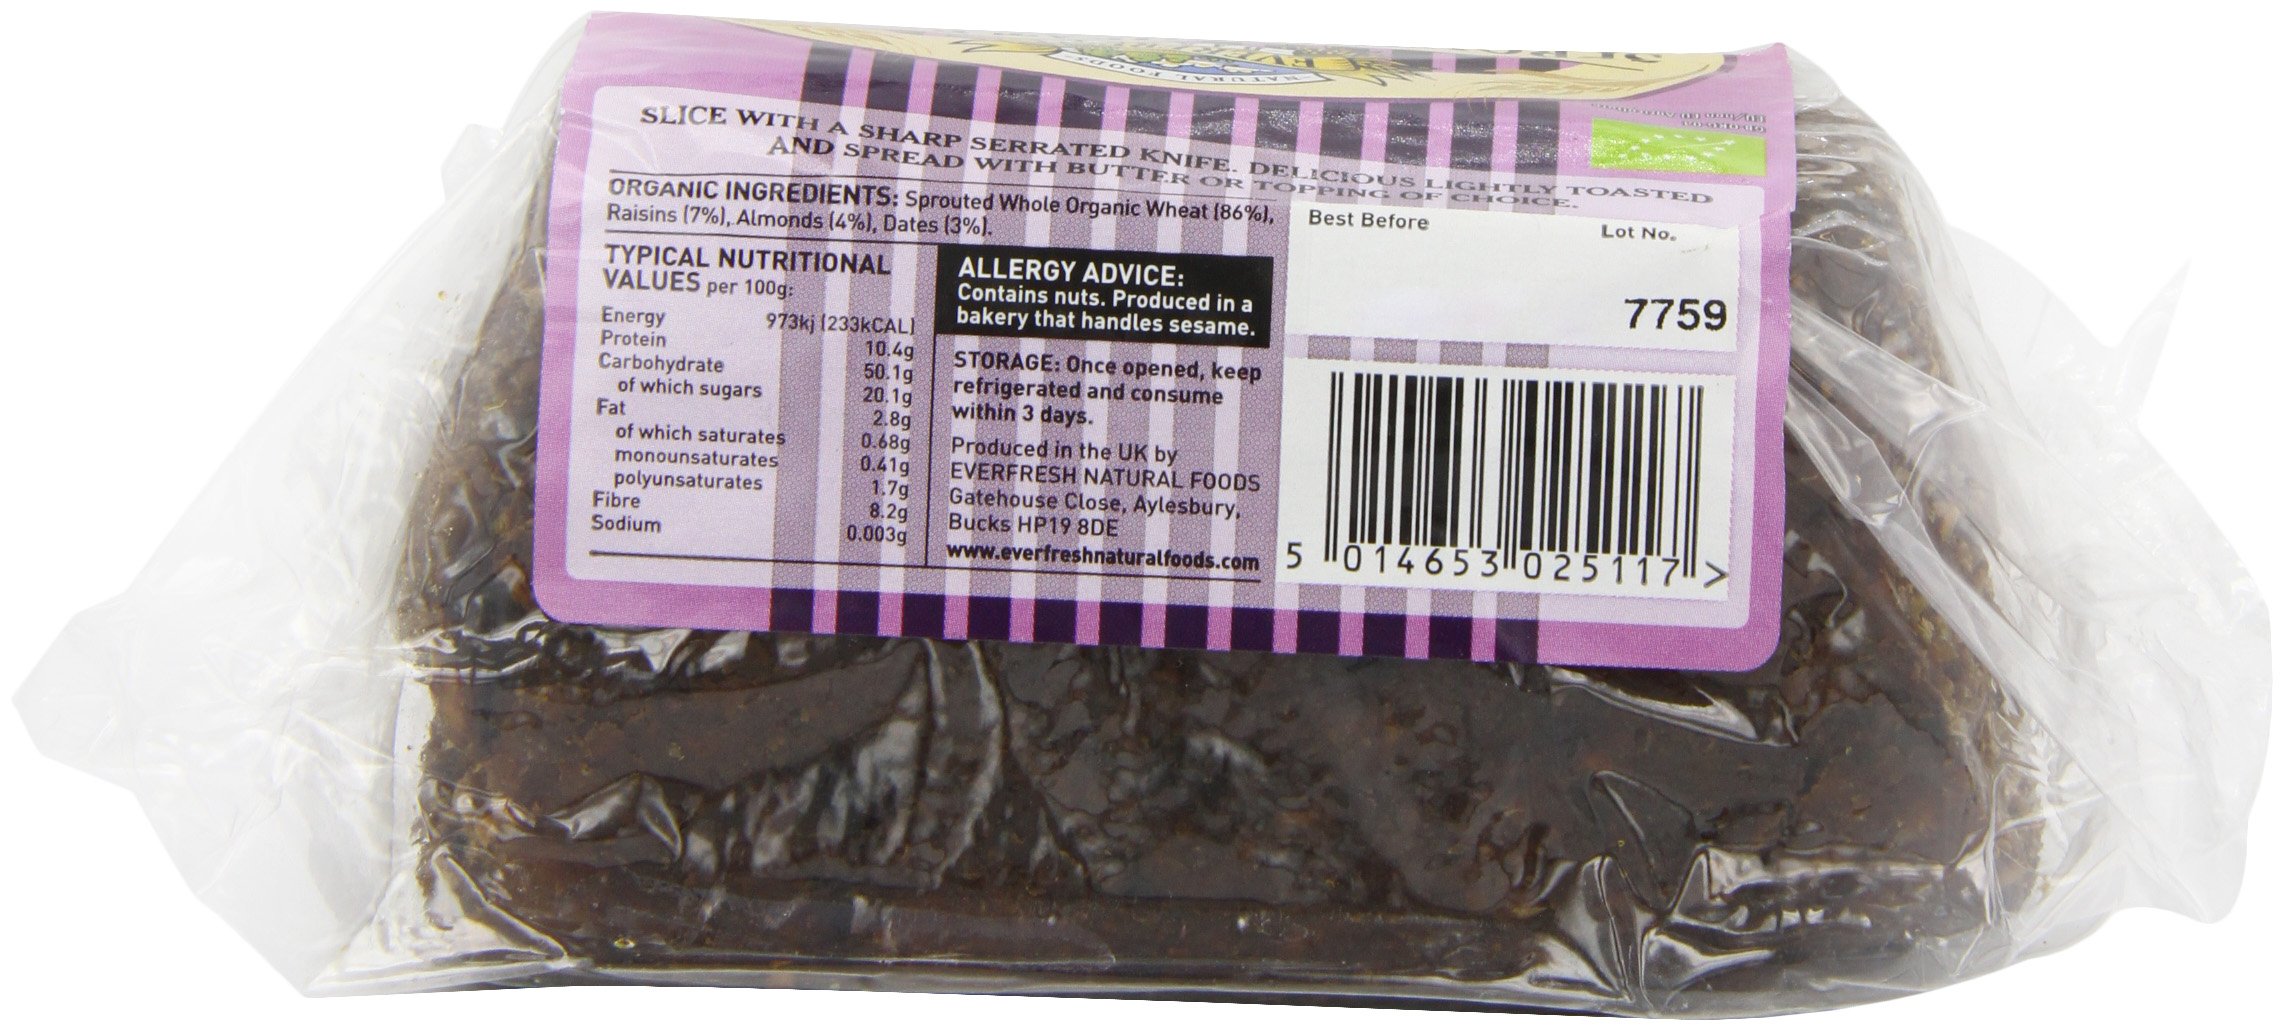 NATURAL FOODS
SLICE WITH A SHARP SERRATED KNIFE. DELICIOUS LIGHTLY TOASTED
AND SPREAD WITH BUTTER OR TOPPING OF CHOICE.
ORGANIC INGREDIENTS: Sprouted Whole Organic Wheat (86%),
Raisins (7%), Almonds (4%), Dates (3%).
TYPICAL NUTRITIONAL
VALUES per 100g:
Energy 973kj (233kCAL)
Protein 10.4g
Carbohydrate 50.1g
of which sugars 20.1g
Fat 2.8g
of which saturates 0.68g
monounsaturates 0.41g
polyunsaturates 1.7g
Fibre 8.2g
Sodium 0.003g
ALLERGY ADVICE:
Contains nuts. Produced in a
bakery that handles sesame.
STORAGE: Once opened, keep
refrigerated and consume
within 3 days.
Produced in the UK by
EVERFRESH NATURAL FOODS
Gatehouse Close, Aylesbury,
Bucks HP19 8DE
www.everfreshnaturalfoods.com
Best Before Lot No.
7759
5 014653 025117 >